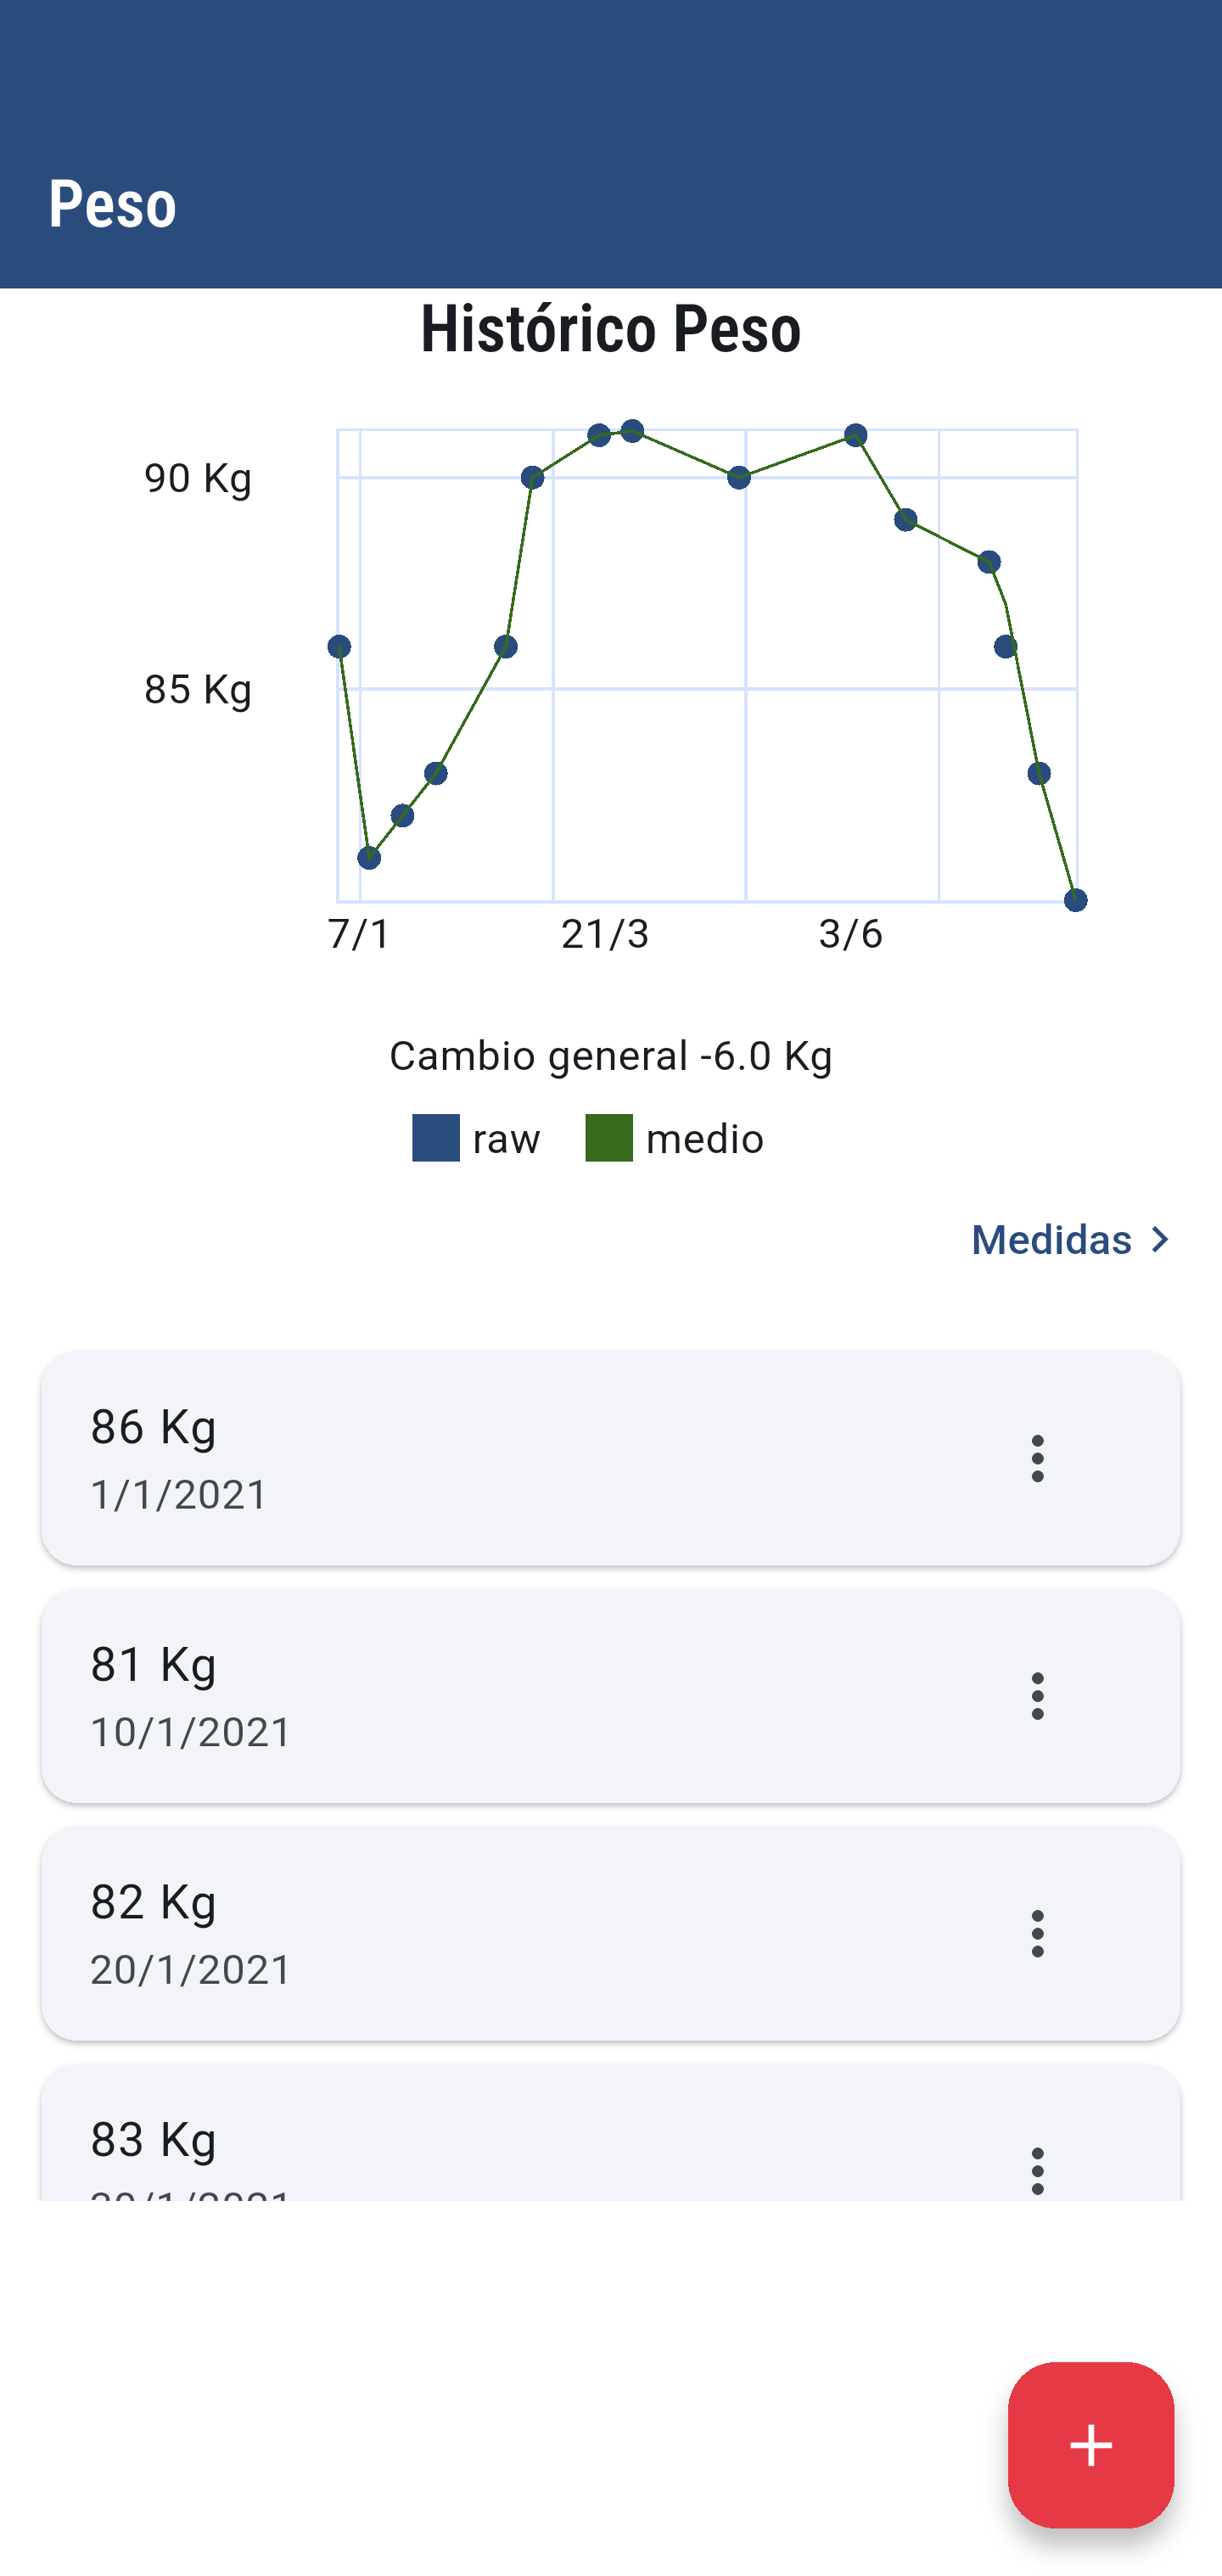 Peso
Histórico Peso
90 Kg
85 Kg
7/1 21/3 3/6
Cambio general -6.0 Kg
raw medio
Medidas
86 Kg
1/1/2021
81 Kg
10/1/2021
82 Kg
20/1/2021
83 Kg